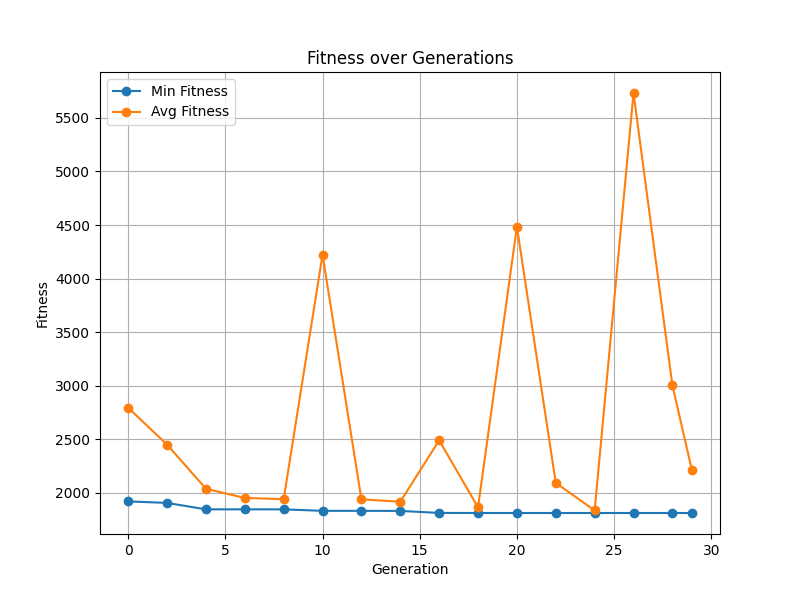 Fitness over Generations
Min Fitness
Avg Fitness
5500
5000
4500
4000
3500
3000
2500
2000
Fitness
0 5 10 15 20 25 30
Generation